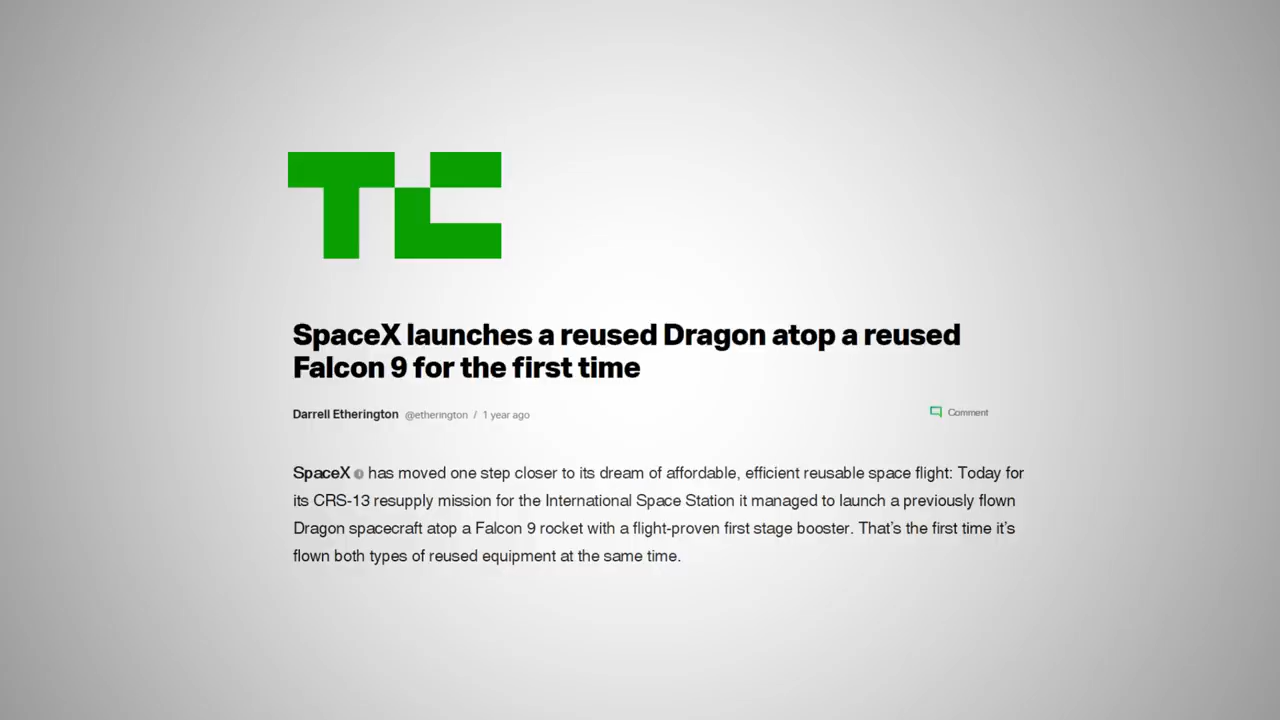 TC
SpaceX launches a reused Dragon atop a reused
Falcon 9 for the first time
Darrell Etherington @etherington / 1 year ago
Comment
SpaceX has moved one step closer to its dream of affordable, efficient reusable space flight: Today for
its CRS-13 resupply mission for the International Space Station it managed to launch a previously flown
Dragon spacecraft atop a Falcon 9 rocket with a flight-proven first stage booster. That’s the first time it’s
flown both types of reused equipment at the same time.